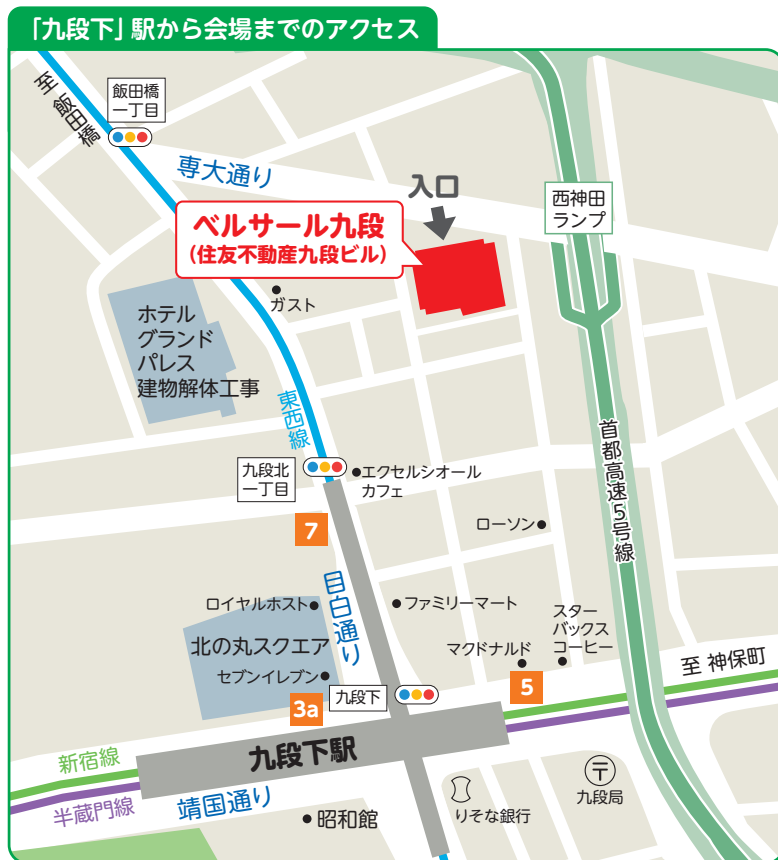 「九段下」駅から会場までのアクセス
至 飯田橋
飯田橋
一丁目
専大通り
入口
西神田
ランプ
ベルサール九段
(住友不動産九段ビル)
ガスト
ホテル
グランド
パレス
建物解体工事
東西線
首都高速5号線
九段北
一丁目
エクセルシオール
カフェ
7
ローソン
目白通り
ロイヤルホスト
ファミリーマート
スター
バックス
コーヒー
北の丸スクエア
マクドナルド
至 神保町
セブンイレブン
5
3a
九段下
新宿線
九段下駅
半蔵門線
靖国通り
昭和館
りそな銀行
〒
九段局